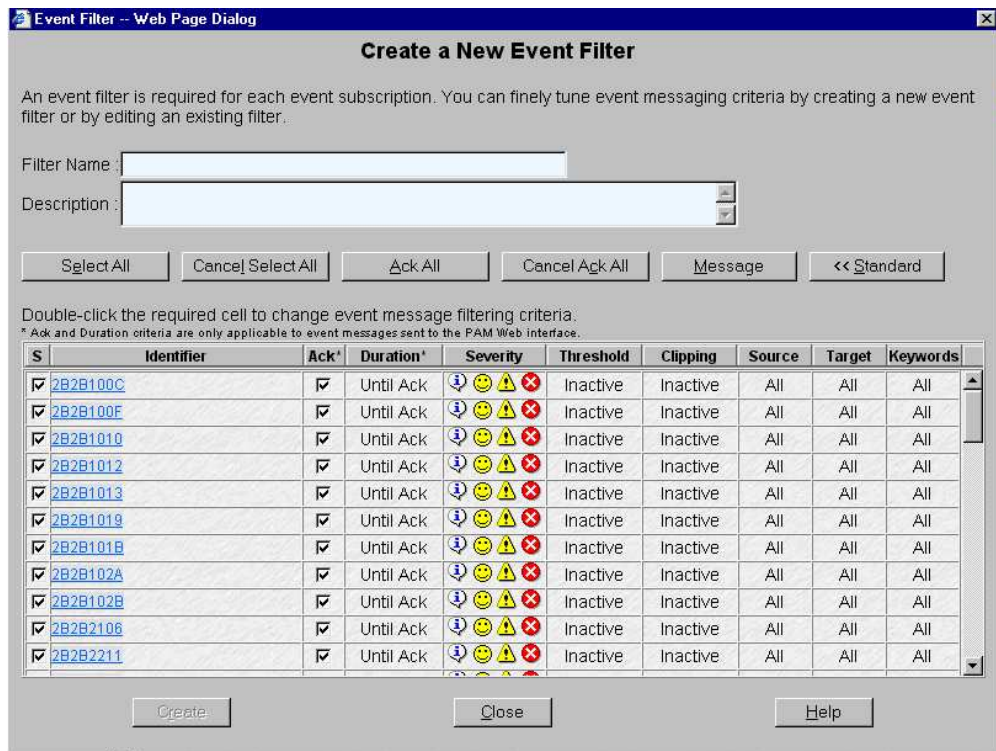 Event Filter -- Web Page Dialog
Create a New Event Filter
An event filter is required for each event subscription. You can finely tune event messaging criteria by creating a new event
filter or by editing an existing filter.
Filter Name :
Description :
Select All Cancel Select All Ack All Cancel Ack All Message << Standard
Double-click the required cell to change event message filtering criteria.
* Ack and Duration criteria are only applicable to event messages sent to the PAM Web interface.
S Identifier Ack* Duration* Severity Threshold Clipping Source Target Keywords
2B2B100C Until Ack Inactive Inactive All All All
2B2B100F Until Ack Inactive Inactive All All All
2B2B1010 Until Ack Inactive Inactive All All All
2B2B1012 Until Ack Inactive Inactive All All All
2B2B1013 Until Ack Inactive Inactive All All All
2B2B1019 Until Ack Inactive Inactive All All All
2B2B101B Until Ack Inactive Inactive All All All
2B2B102A Until Ack Inactive Inactive All All All
2B2B102B Until Ack Inactive Inactive All All All
2B2B2106 Until Ack Inactive Inactive All All All
2B2B2211 Until Ack Inactive Inactive All All All
Create Close Help